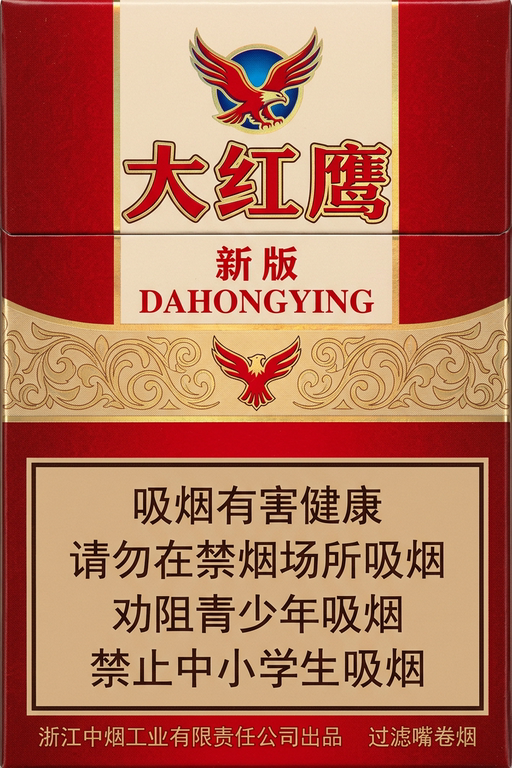 大红鹰
新版
DAHONGYING
吸烟有害健康
请勿在禁烟场所吸烟
劝阻青少年吸烟
禁止中小学生吸烟
浙江中烟工业有限责任公司出品 过滤嘴卷烟